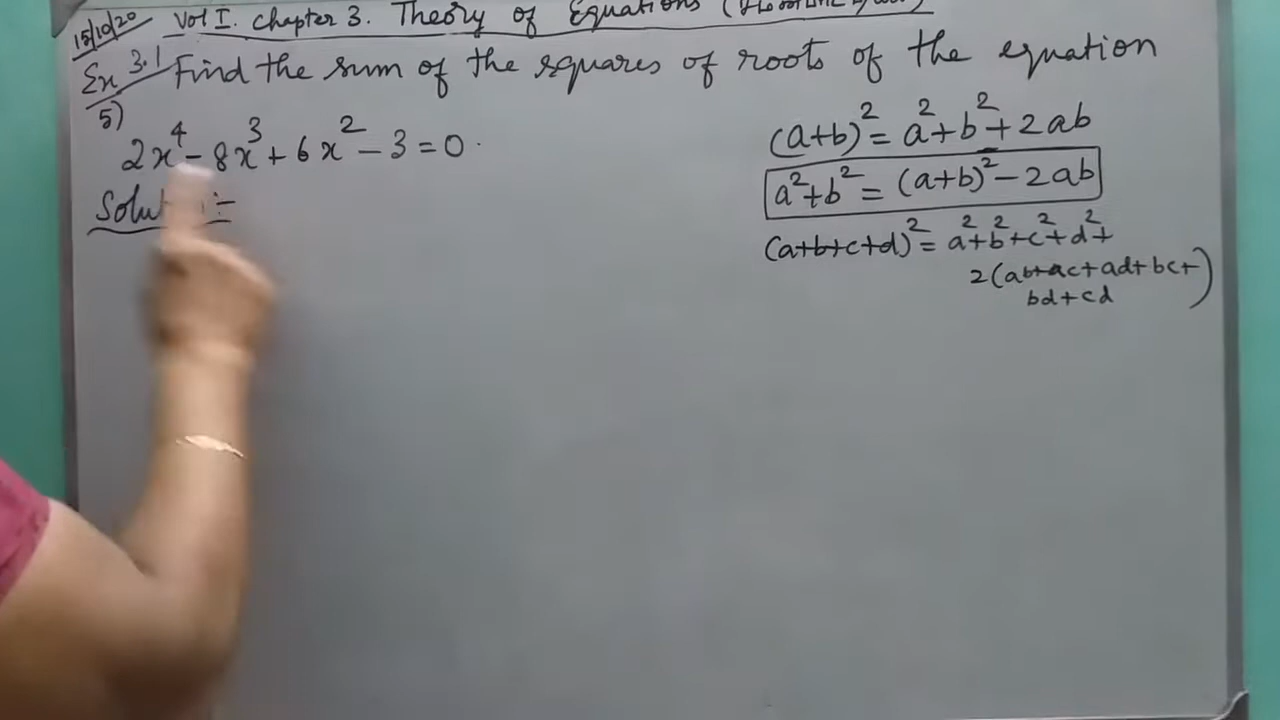 15/10/20 Vol I. Chapter 3. Theory of Equations (
Ex 3.1 Find the sum of the squares of roots of the equation
5)
2x⁴ - 8x³ + 6x² - 3 = 0.
Solu :-
(a+b)² = a² + b² + 2ab
a² + b² = (a+b)² - 2ab
(a+b+c+d)² = a² + b² + c² + d² +
2(ab+ac+ad+bc+
bd+cd)